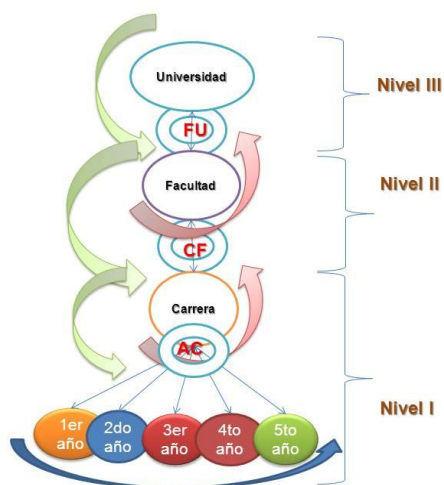 Universidad
Nivel III
FU
Facultad
Nivel II
CF
Carrera
AC
Nivel I
1er
año
2do
año
3er
año
4to
año
5to
año